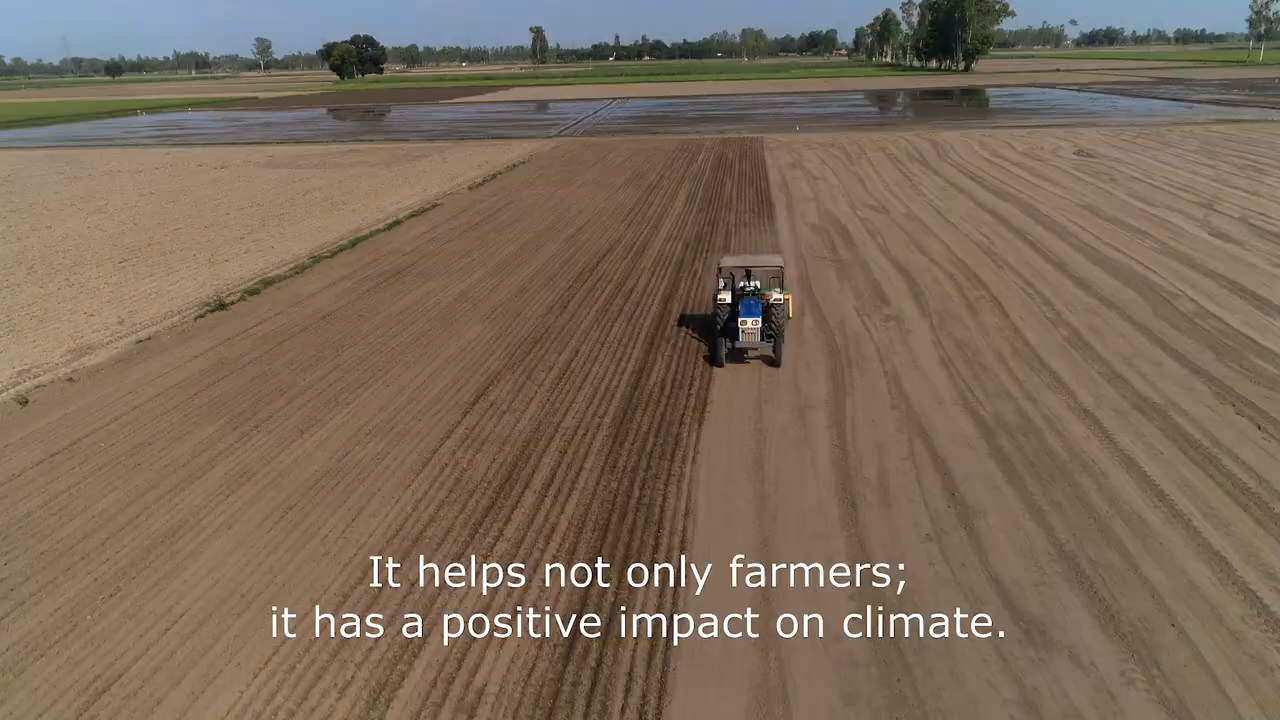 It helps not only farmers;
it has a positive impact on climate.